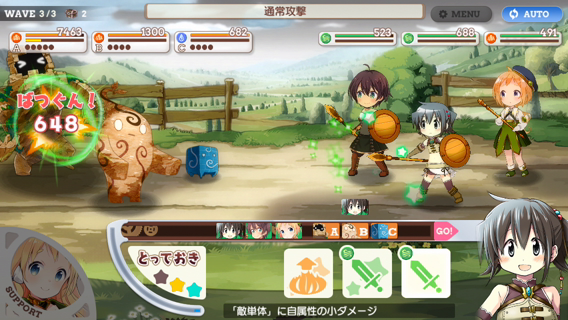 WAVE 3/3 2
通常攻撃
MENU
AUTO
7463 1300 682
A B C
523 688 491
ばつぐん!
648
A B C GO!
とっておき
SUPPORT
「敵単体」に自属性の小ダメージ